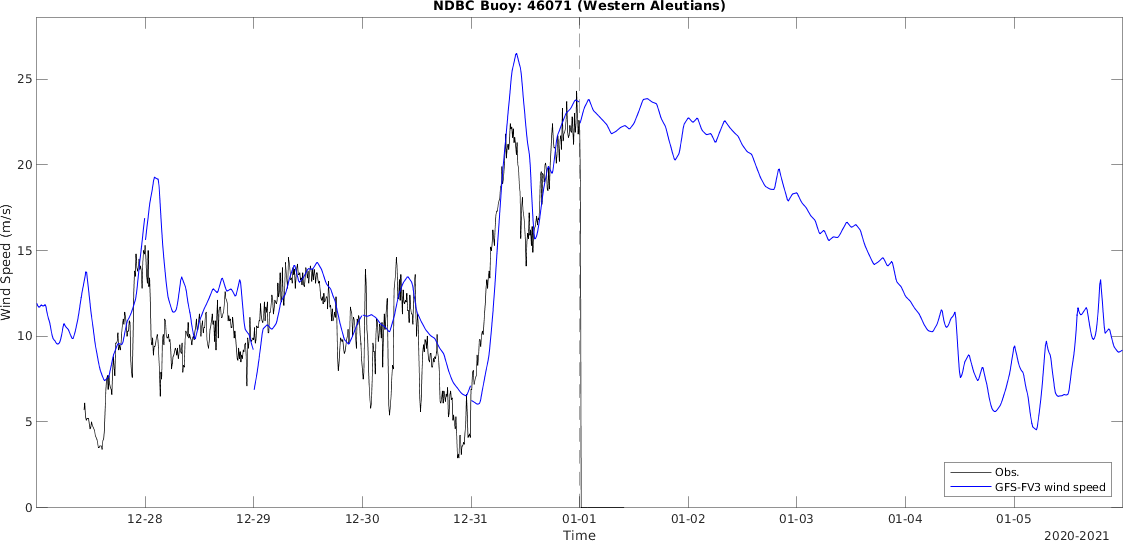 NDBC Buoy: 46071 (Western Aleutians)
Wind Speed (m/s)
25
20
15
10
5
0
12-28 12-29 12-30 12-31 01-01 01-02 01-03 01-04 01-05
Time
2020-2021
Obs.
GFS-FV3 wind speed